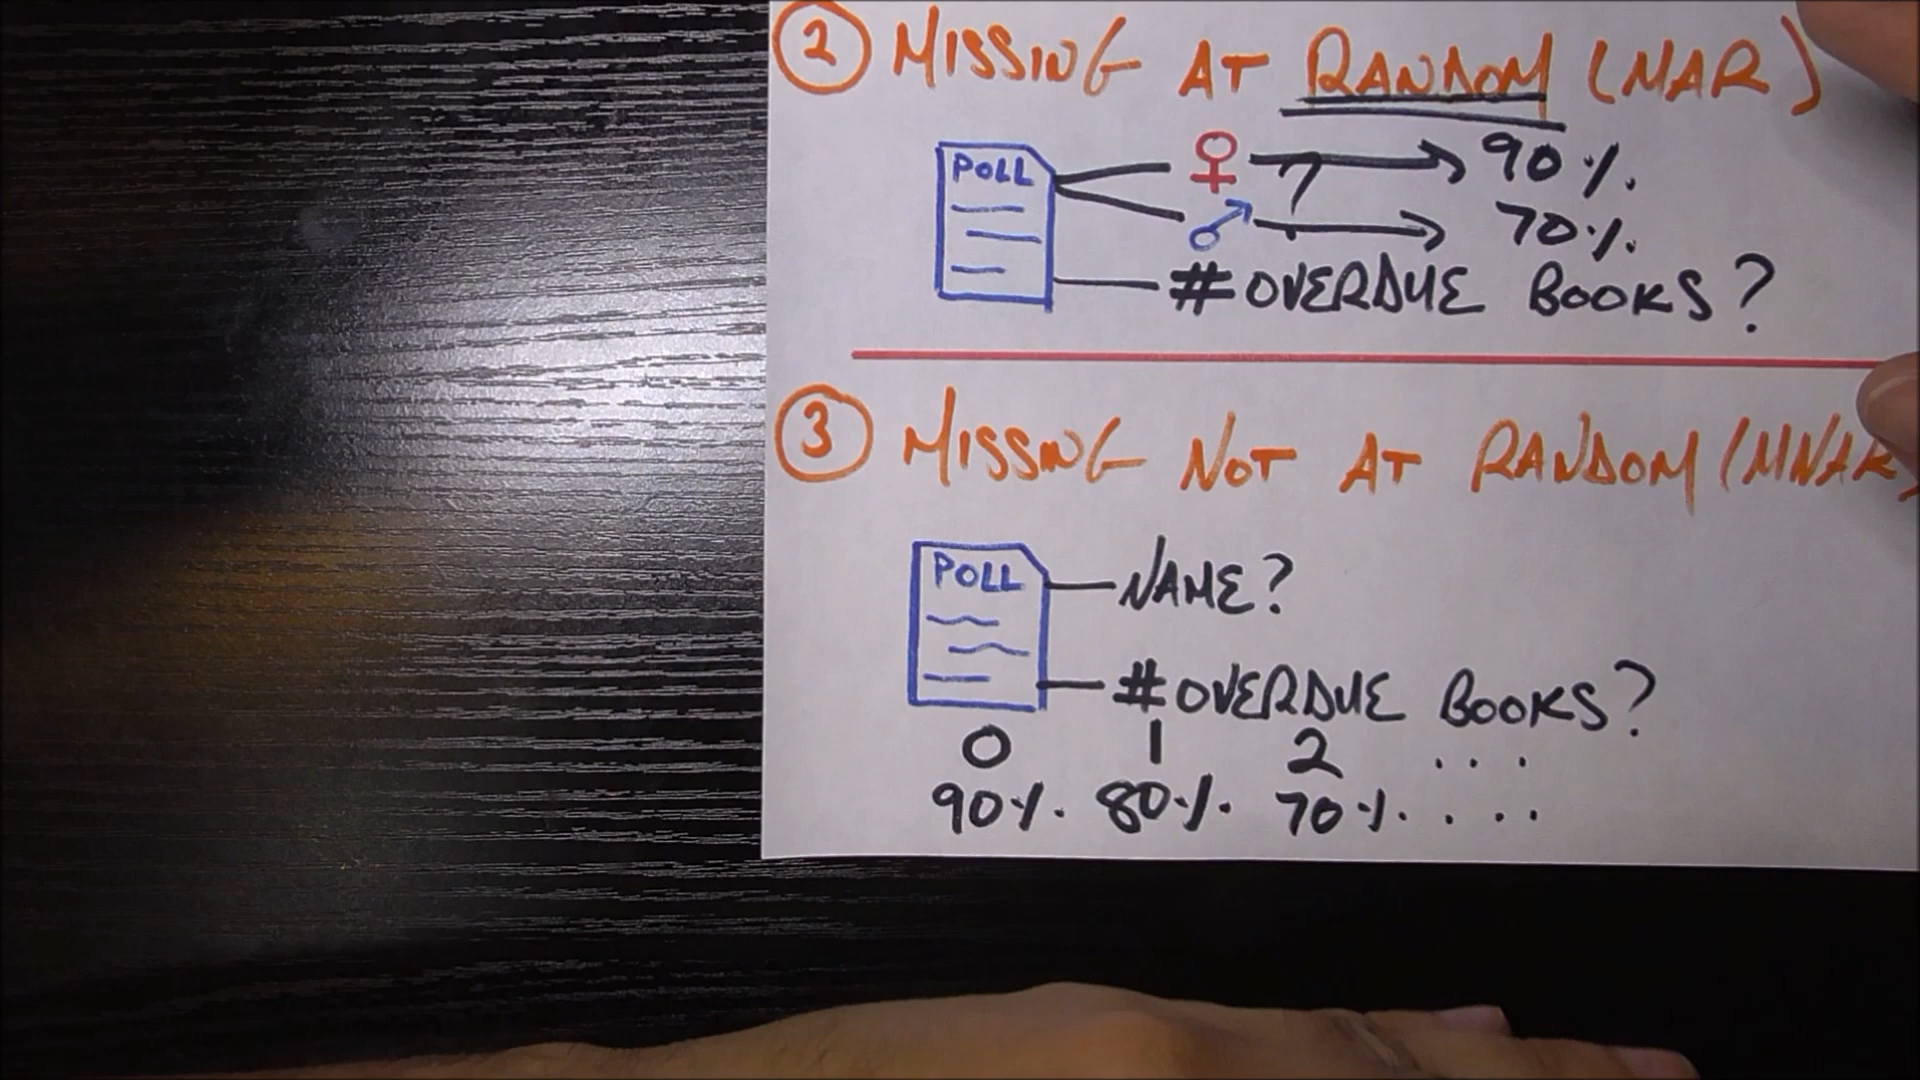 2 MISSING AT RANDOM (MAR)
POLL
90%.
?
70%.
# OVERDUE BOOKS?
3 MISSING NOT AT RANDOM (MNAR)
POLL
NAME?
# OVERDUE BOOKS?
0 1 2 ...
90%. 80%. 70%. ...